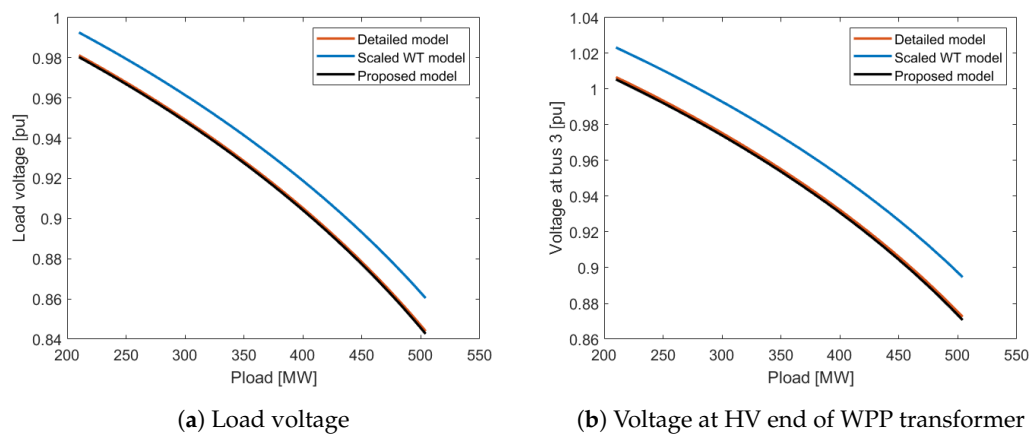 1
0.98
0.96
0.94
0.92
0.9
0.88
0.86
0.84
Load voltage [pu]
200 250 300 350 400 450 500 550
Pload [MW]
Detailed model
Scaled WT model
Proposed model
(a) Load voltage
1.04
1.02
1
0.98
0.96
0.94
0.92
0.9
0.88
0.86
Voltage at bus 3 [pu]
200 250 300 350 400 450 500 550
Pload [MW]
Detailed model
Scaled WT model
Proposed model
(b) Voltage at HV end of WPP transformer